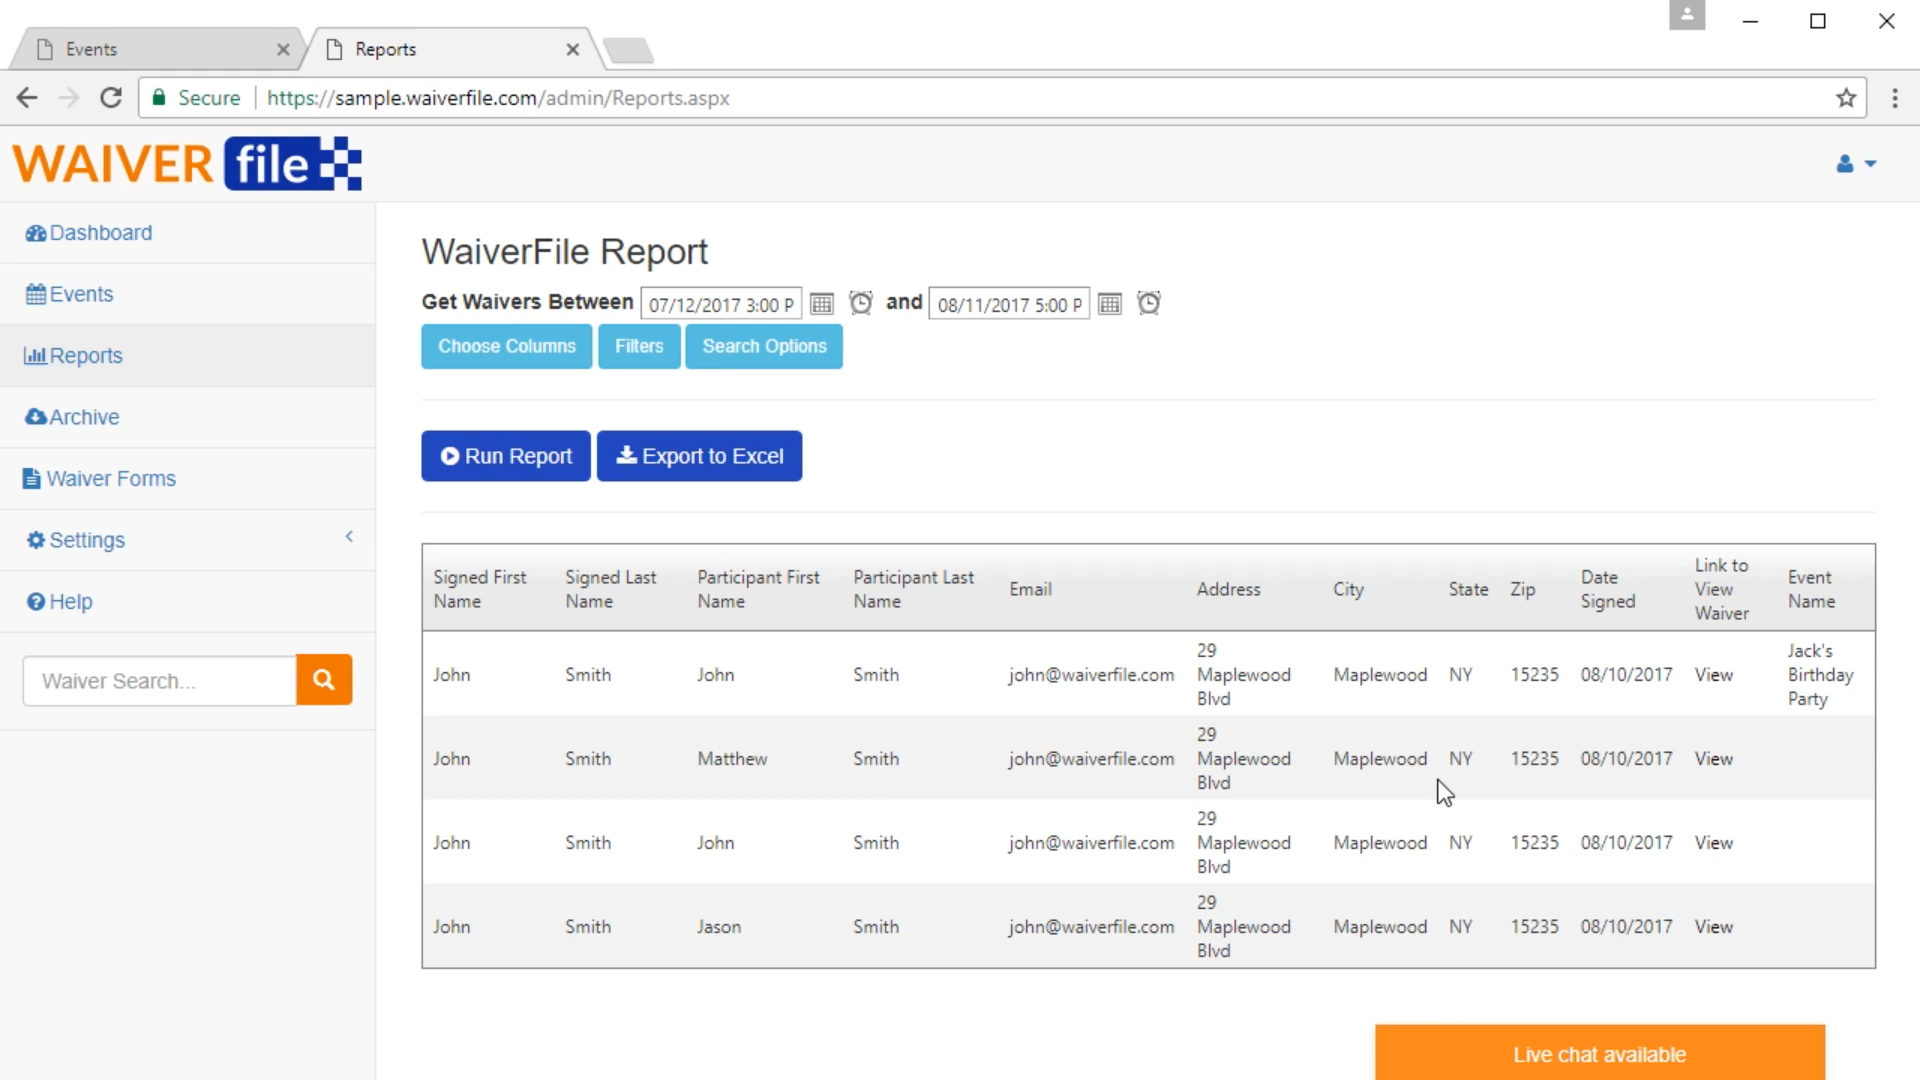 Events
Reports
Secure https://sample.waiverfile.com/admin/Reports.aspx
WAIVER file
Dashboard
Events
Reports
Archive
Waiver Forms
Settings
Help
Waiver Search...
WaiverFile Report
Get Waivers Between 07/12/2017 3:00 P and 08/11/2017 5:00 P
Choose Columns Filters Search Options
Run Report Export to Excel
Signed First Name Signed Last Name Participant First Name Participant Last Name Email Address City State Zip Date Signed Link to View Waiver Event Name
John Smith John Smith john@waiverfile.com 29 Maplewood Blvd Maplewood NY 15235 08/10/2017 View Jack's Birthday Party
John Smith Matthew Smith john@waiverfile.com 29 Maplewood Blvd Maplewood NY 15235 08/10/2017 View
John Smith John Smith john@waiverfile.com 29 Maplewood Blvd Maplewood NY 15235 08/10/2017 View
John Smith Jason Smith john@waiverfile.com 29 Maplewood Blvd Maplewood NY 15235 08/10/2017 View
Live chat available